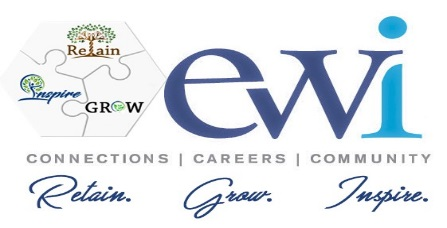 Retain
Inspire
GROW
ewi
CONNECTIONS | CAREERS | COMMUNITY
Retain. Grow. Inspire.